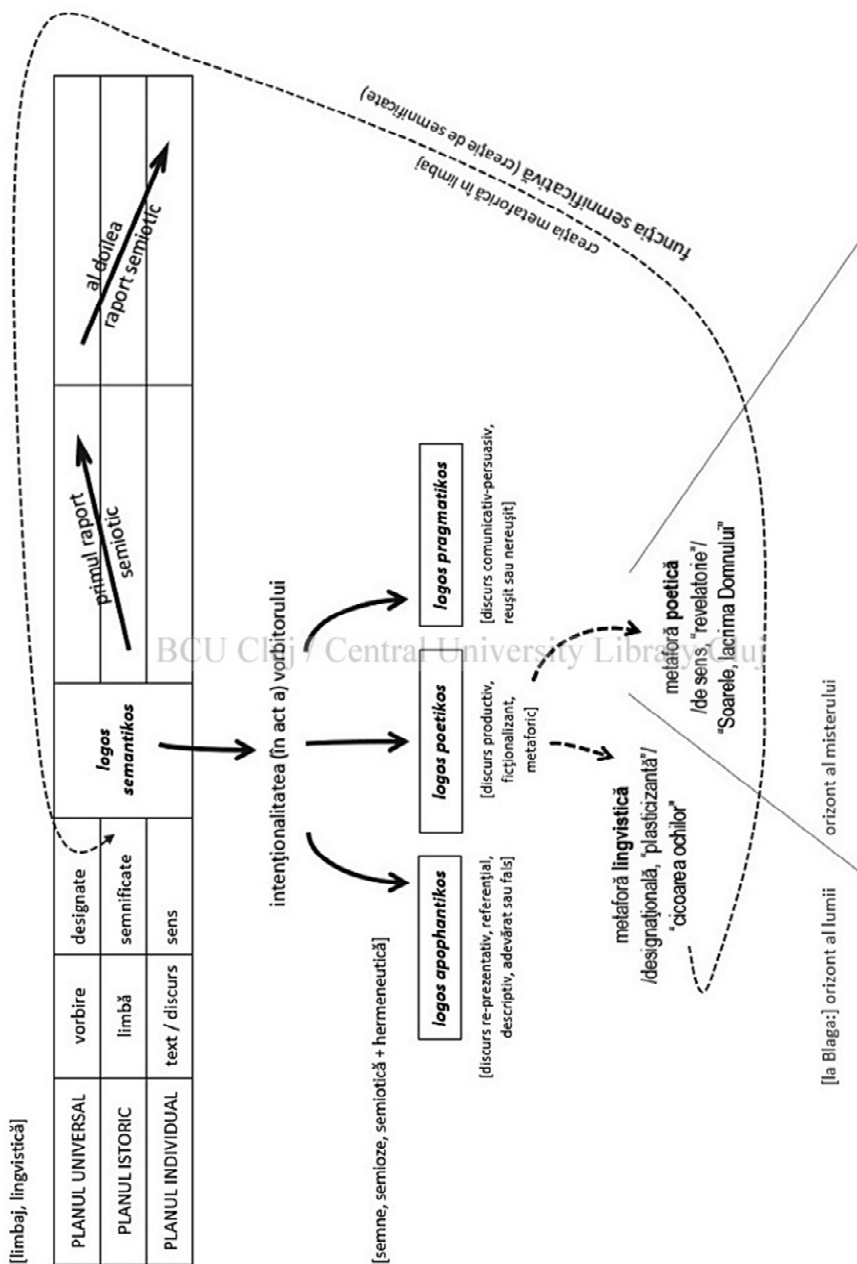 [limbaj, lingvistică]
PLANUL UNIVERSAL vorbire designate
PLANUL ISTORIC limbă semnificate
PLANUL INDIVIDUAL text / discurs sens
logos
semantikos
primul raport
semiotic
al doilea
raport semiotic
funcția semnificativă (creație de semnificate)
creația metaforică în limbaj
intenționalitatea (în act a) vorbitorului
[semne, semioze, semiotică + hermeneutică]
logos apophantikos
[discurs re-prezentativ, referențial,
descriptiv, adevărat sau fals]
logos poetikos
[discurs productiv,
ficționalizant,
metaforic]
logos pragmatikos
[discurs comunicativ-persuasiv,
reușit sau nereușit]
BCU Cluj / Central University Library Cluj
metaforă lingvistică
/designațională, "plasticizantă"/
"cicoarea ochilor"
metaforă poetică
/de sens, "revelatorie"/
"Soarele, lacrima Domnului"
[la Blaga:] orizont al lumii orizont al misterului